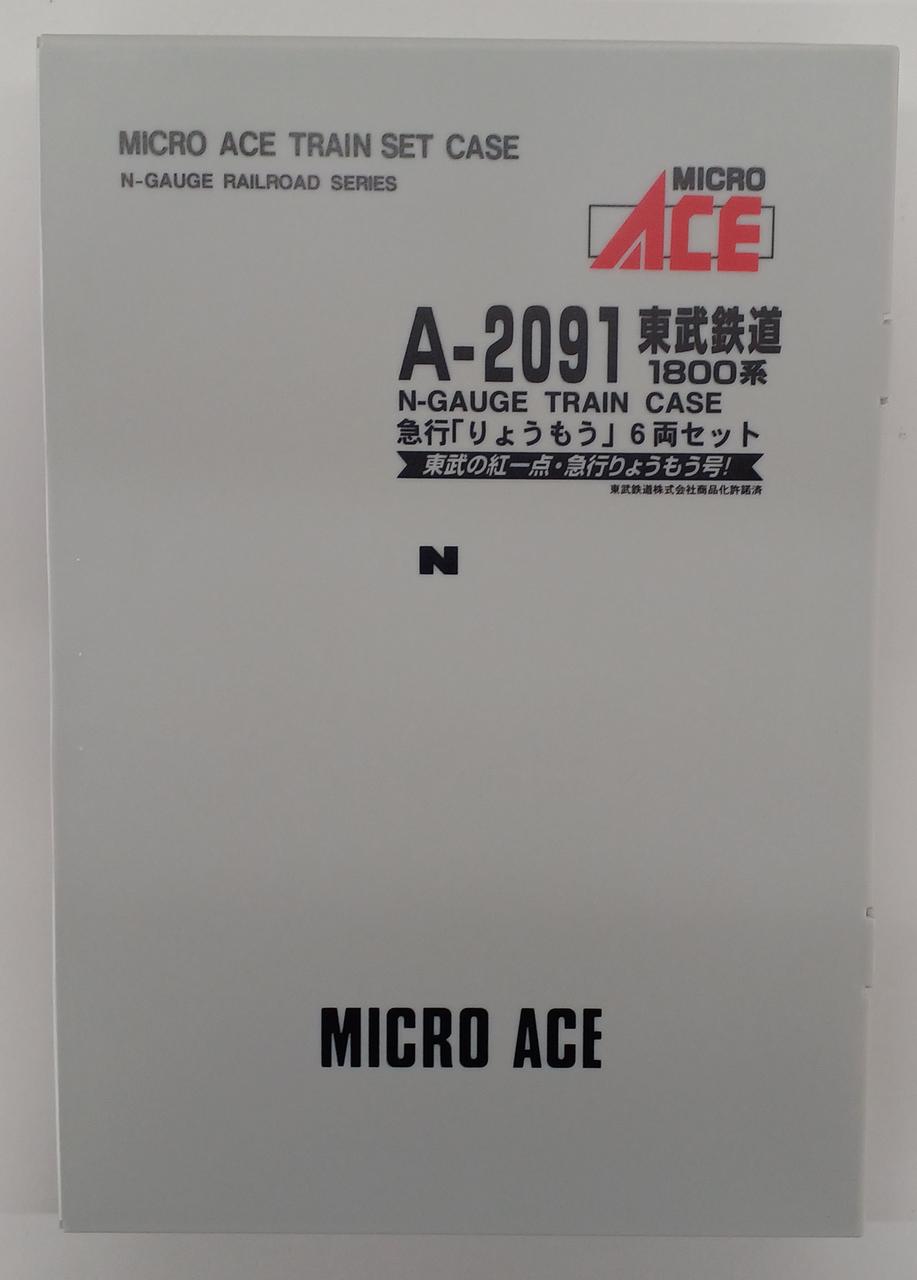 MICRO ACE TRAIN SET CASE
N-GAUGE RAILROAD SERIES
MICRO
ACE
A-2091 東武鉄道
1800系
N-GAUGE TRAIN CASE
急行「りょうもう」6両セット
東武の紅一点・急行りょうもう号!
東武鉄道株式会社商品化許諾済
N
MICRO ACE